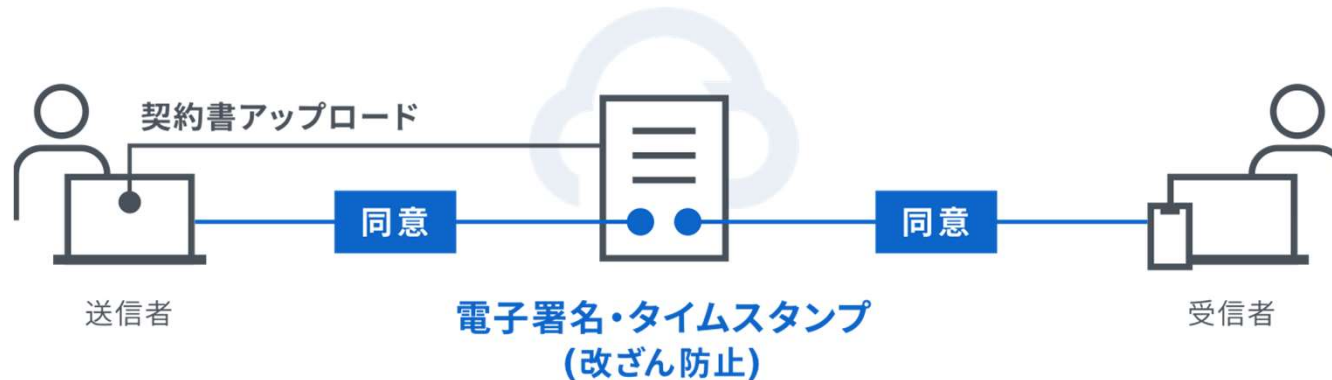 契約書アップロード
同意
同意
送信者
電子署名・タイムスタンプ
(改ざん防止)
受信者